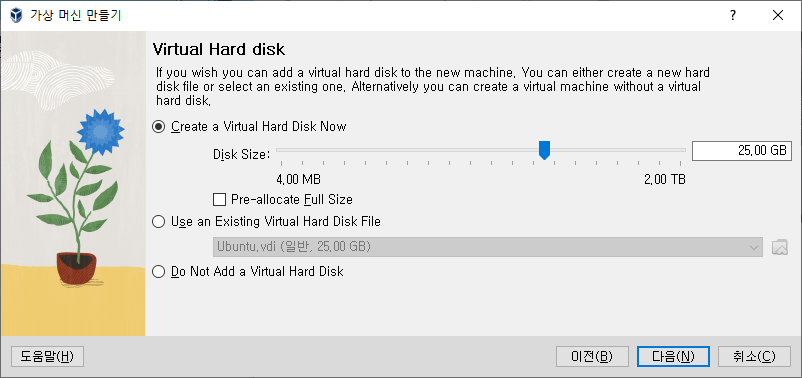 가상 머신 만들기
?
Virtual Hard disk
If you wish you can add a virtual hard disk to the new machine. You can either create a new hard
disk file or select an existing one. Alternatively you can create a virtual machine without a virtual
hard disk.
Create a Virtual Hard Disk Now
Disk Size:
25.00 GB
4.00 MB
2.00 TB
Pre-allocate Full Size
Use an Existing Virtual Hard Disk File
Ubuntu.vdi (일반, 25.00 GB)
Do Not Add a Virtual Hard Disk
도움말(H)
이전(B)
다음(N)
취소(C)